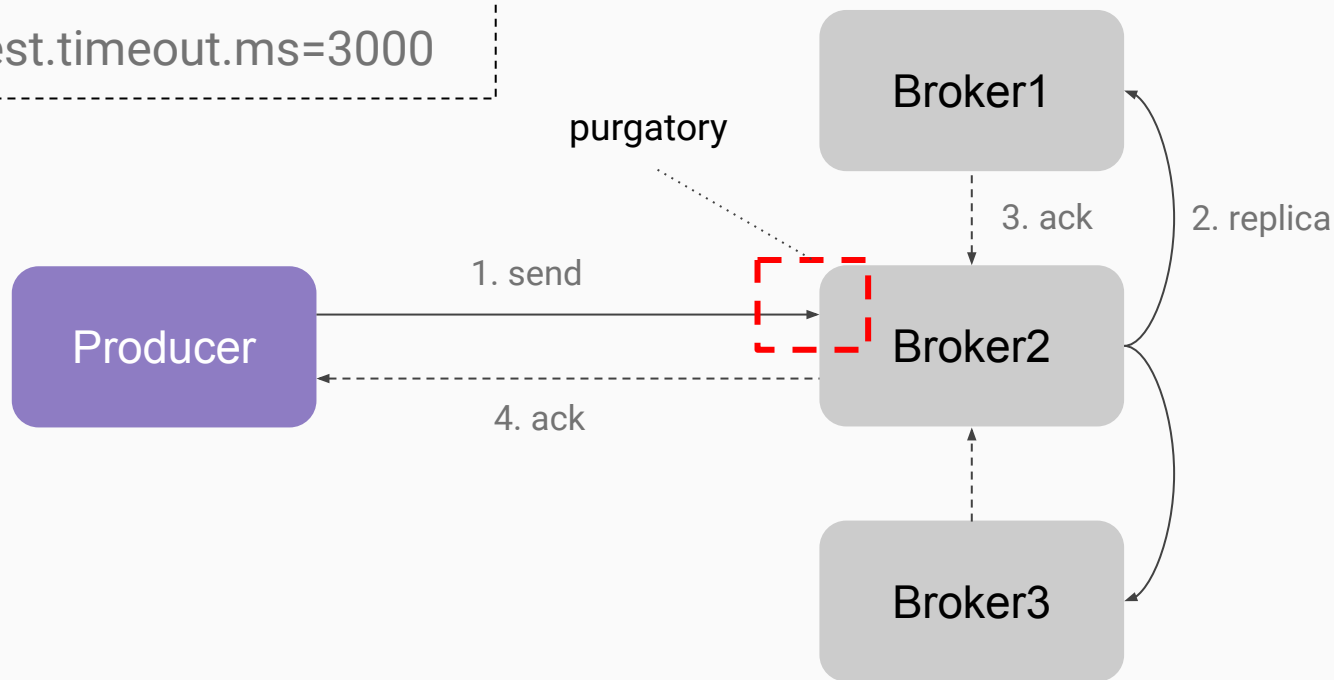 est.timeout.ms=3000
purgatory
Broker1
3. ack
2. replica
1. send
Producer
Broker2
4. ack
Broker3